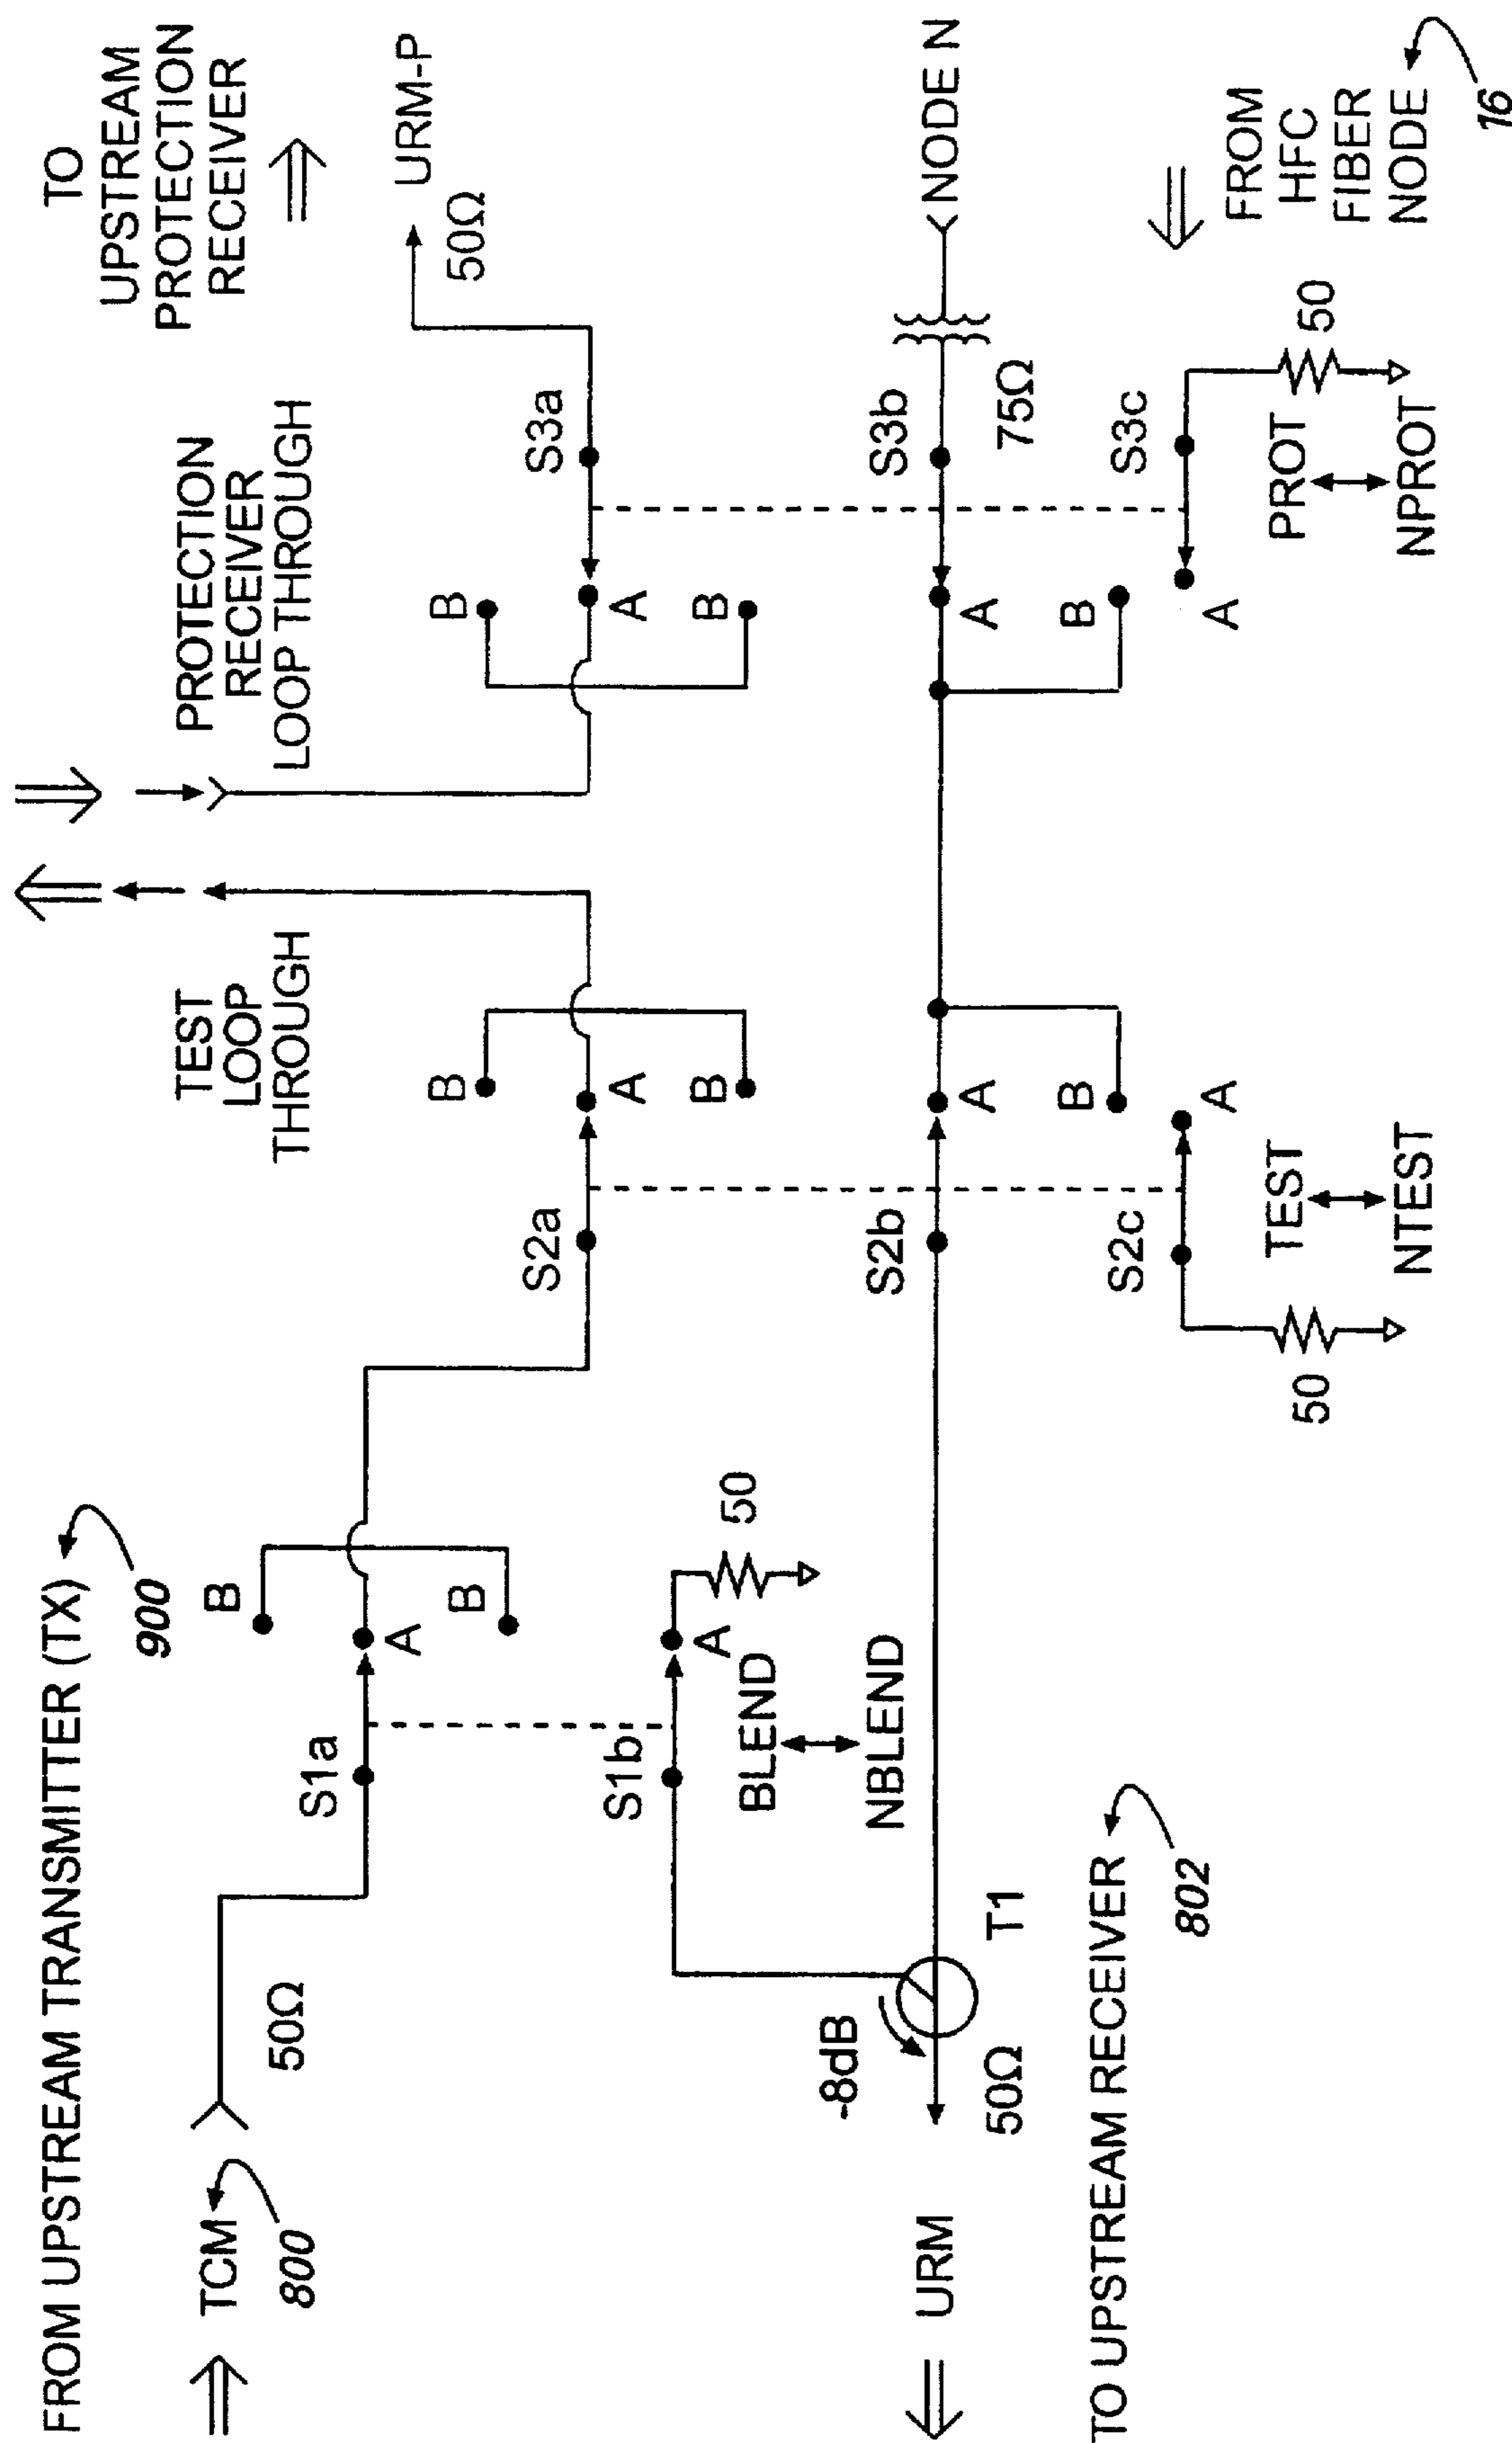 FROM UPSTREAM TRANSMITTER (TX)
900
TCM
800
50Ω
S1a
B
A
B
S1b
A
50
BLEND
NBLEND
-8dB
T1
50Ω
URM
TO UPSTREAM RECEIVER
802
TEST
LOOP
THROUGH
S2a
B
A
B
S2b
A
B
S2c
A
50
TEST
NTEST
PROTECTION
RECEIVER
LOOP THROUGH
B
A
B
S3a
S3b
A
B
S3c
A
75Ω
50
PROT
NPROT
TO
UPSTREAM
PROTECTION
RECEIVER
URM-P
50Ω
NODE N
FROM
HFC
FIBER
NODE
16